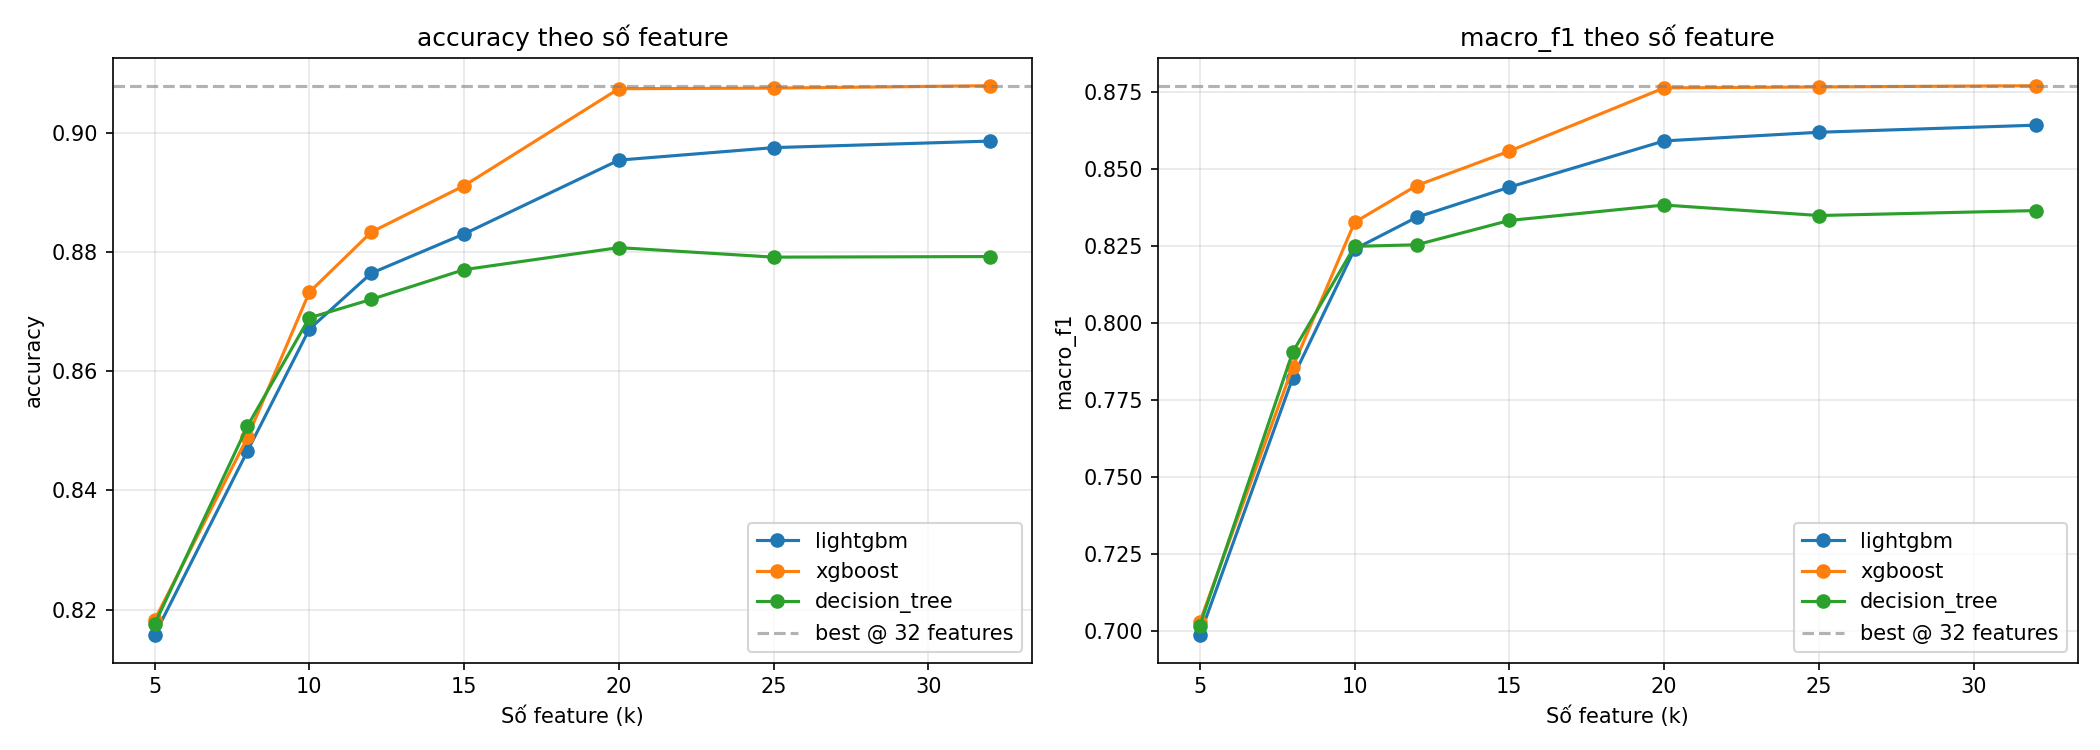 accuracy theo số feature
accuracy
0.90
0.88
0.86
0.84
0.82
5
10
15
20
25
30
Số feature (k)
lightgbm
xgboost
decision_tree
best @ 32 features
macro_f1 theo số feature
macro_f1
0.875
0.850
0.825
0.800
0.775
0.750
0.725
0.700
5
10
15
20
25
30
Số feature (k)
lightgbm
xgboost
decision_tree
best @ 32 features